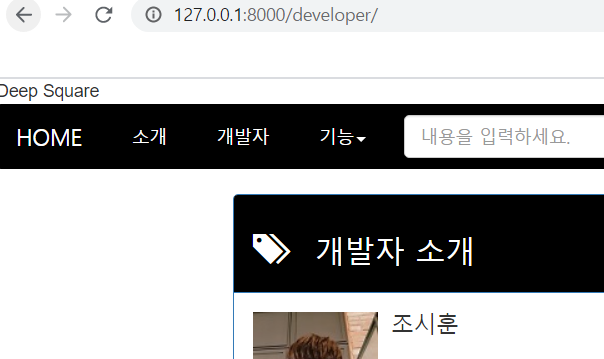 127.0.0.1:8000/developer/
Deep Square
HOME 소개 개발자 기능 내용을 입력하세요.
개발자 소개
조시훈